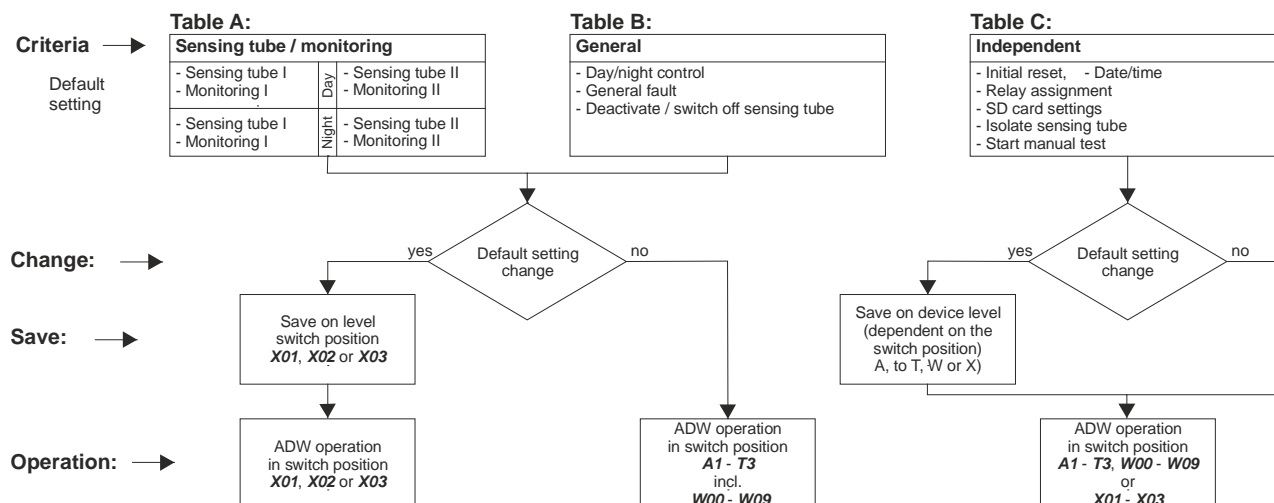 Table A:
Table B:
Table C:
Criteria
Default
setting
Sensing tube / monitoring
- Sensing tube I
- Monitoring I
Day
- Sensing tube II
- Monitoring II
- Sensing tube I
- Monitoring I
Night
- Sensing tube II
- Monitoring II
General
- Day/night control
- General fault
- Deactivate / switch off sensing tube
Independent
- Initial reset, - Date/time
- Relay assignment
- SD card settings
- Isolate sensing tube
- Start manual test
Change:
yes
Default setting
change
no
yes
Default setting
change
no
Save:
Save on level
switch position
X01, X02 or X03
Save on device level
(dependent on the
switch position)
A, to T, W or X)
Operation:
ADW operation
in switch position
X01, X02 or X03
ADW operation
in switch position
A1 - T3
incl.
W00 - W09
ADW operation
in switch position
A1 - T3, W00 - W09
or
X01 - X03